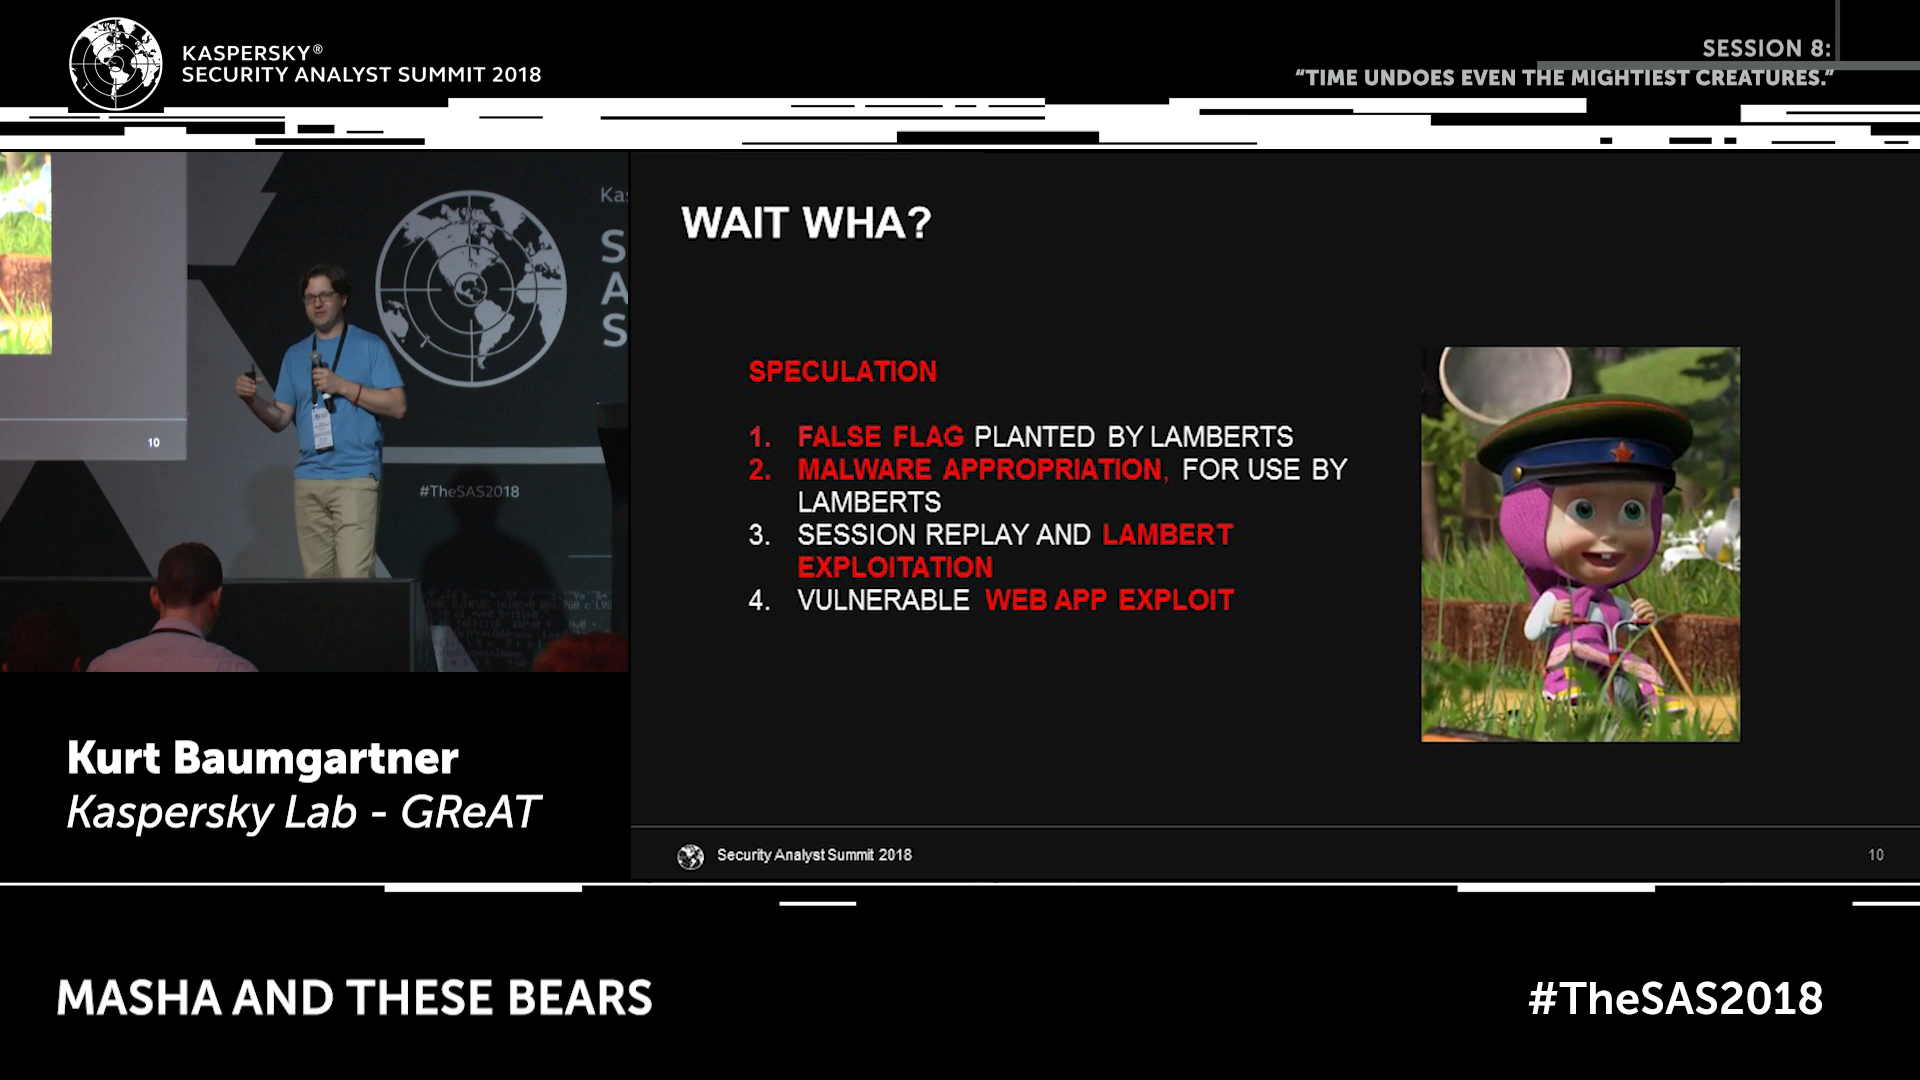 KASPERSKY®
SECURITY ANALYST SUMMIT 2018
SESSION 8:
“TIME UNDOES EVEN THE MIGHTIEST CREATURES.”
10
#TheSAS2018
WAIT WHA?
SPECULATION
1. FALSE FLAG PLANTED BY LAMBERTS
2. MALWARE APPROPRIATION, FOR USE BY
LAMBERTS
3. SESSION REPLAY AND LAMBERT
EXPLOITATION
4. VULNERABLE WEB APP EXPLOIT
Security Analyst Summit 2018
10
Kurt Baumgartner
Kaspersky Lab - GReAT
MASHA AND THESE BEARS
#TheSAS2018